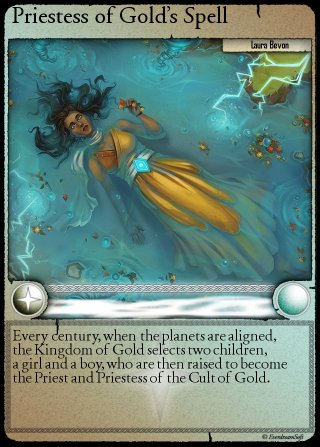 Priestess of Gold's Spell
Laura Bevon
Every century, when the planets are aligned,
the Kingdom of Gold selects two children,
a girl and a boy, who are then raised to become
the Priest and Priestess of the Cult of Gold.
© EverdreamSoft